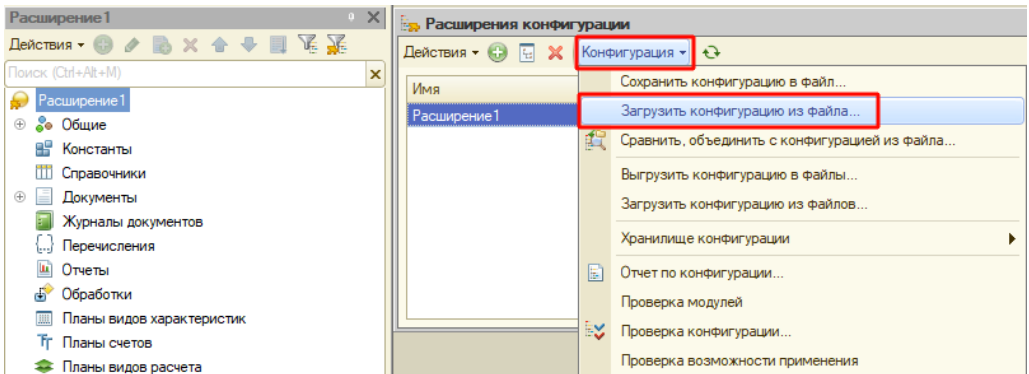 Расширение1
Действия
Поиск (Ctrl+Alt+M)
Расширение1
Общие
Константы
Справочники
Документы
Журналы документов
Перечисления
Отчеты
Обработки
Планы видов характеристик
Планы счетов
Планы видов расчета
Расширения конфигурации
Действия
Конфигурация
Имя
Расширение1
Сохранить конфигурацию в файл...
Загрузить конфигурацию из файла...
Сравнить, объединить с конфигурацией из файла...
Выгрузить конфигурацию в файлы...
Загрузить конфигурацию из файлов...
Хранилище конфигурации
Отчет по конфигурации...
Проверка модулей
Проверка конфигурации...
Проверка возможности применения